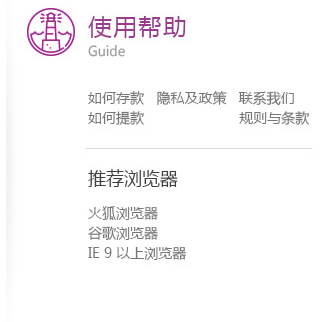 使用帮助
Guide
如何存款 隐私及政策 联系我们
如何提款 规则与条款
推荐浏览器
火狐浏览器
谷歌浏览器
IE 9 以上浏览器